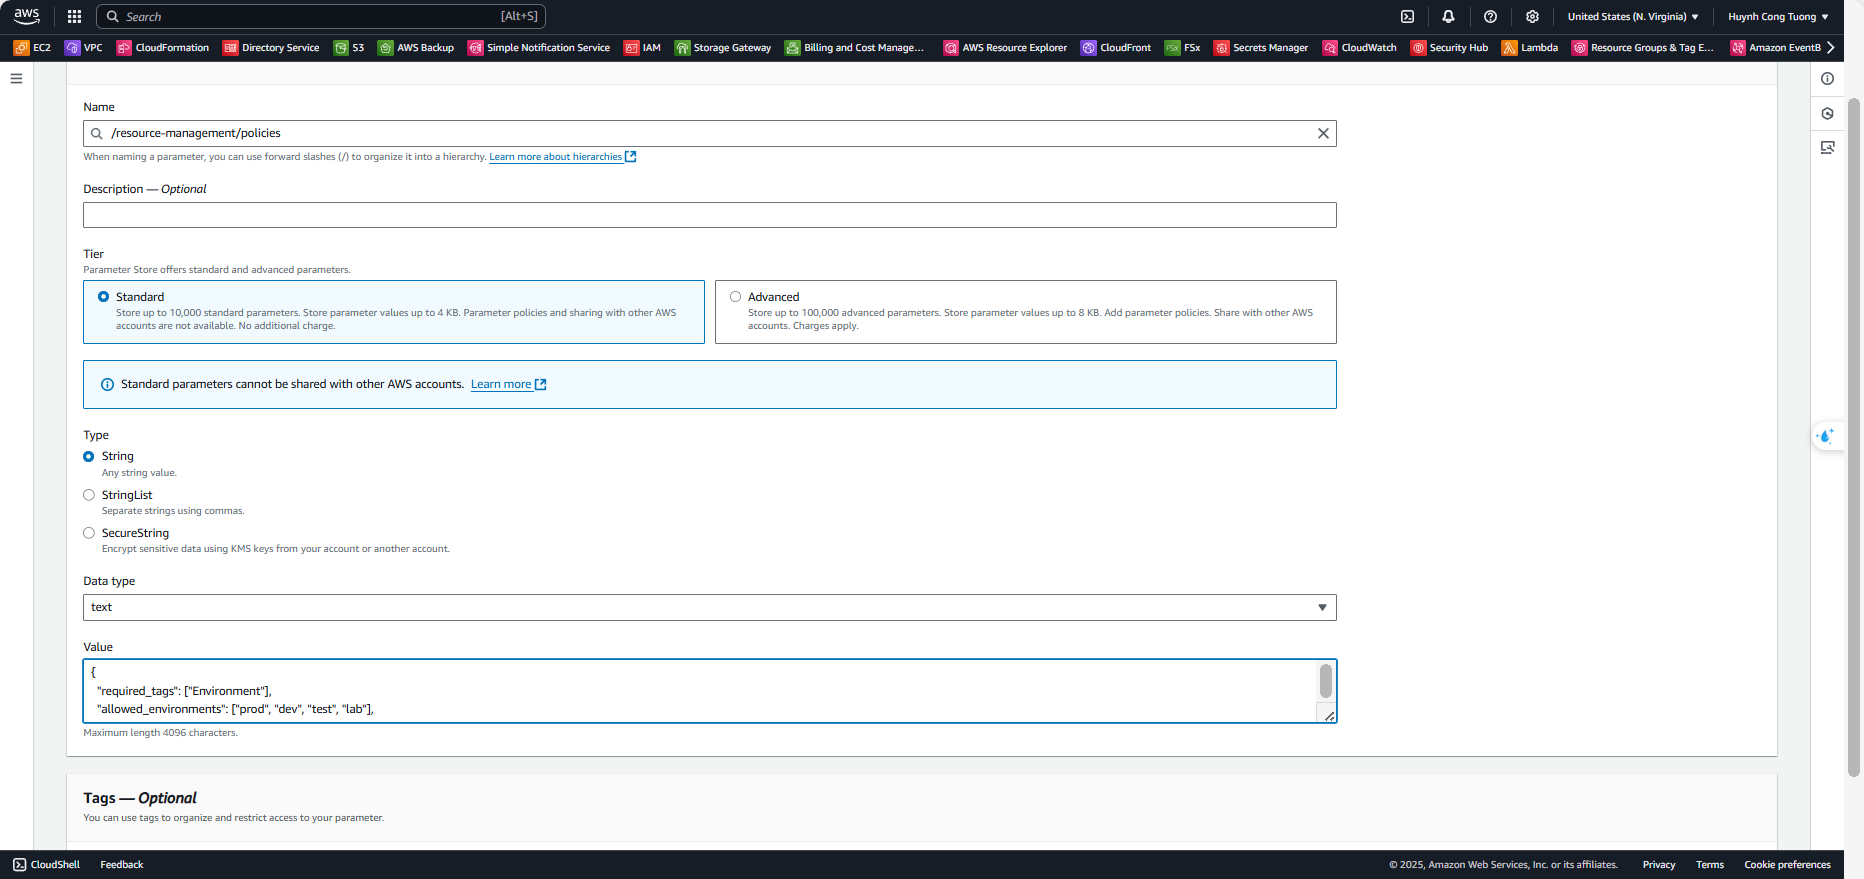 aws
Search
[Alt+S]
United States (N. Virginia)
Huynh Cong Tuong
EC2
VPC
CloudFormation
Directory Service
S3
AWS Backup
Simple Notification Service
IAM
Storage Gateway
Billing and Cost Manage...
AWS Resource Explorer
CloudFront
FSx
FSx
Secrets Manager
CloudWatch
Security Hub
Lambda
Resource Groups & Tag E...
Amazon EventB
Name
/resource-management/policies
When naming a parameter, you can use forward slashes (/) to organize it into a hierarchy. Learn more about hierarchies
Description — Optional
Tier
Parameter Store offers standard and advanced parameters.
Standard
Store up to 10,000 standard parameters. Store parameter values up to 4 KB. Parameter policies and sharing with other AWS
accounts are not available. No additional charge.
Advanced
Store up to 100,000 advanced parameters. Store parameter values up to 8 KB. Add parameter policies. Share with other AWS
accounts. Charges apply.
Standard parameters cannot be shared with other AWS accounts. Learn more
Type
String
Any string value.
StringList
Separate strings using commas.
SecureString
Encrypt sensitive data using KMS keys from your account or another account.
Data type
text
Value
{
"required_tags": ["Environment"],
"allowed_environments": ["prod", "dev", "test", "lab"],
Maximum length 4096 characters.
Tags — Optional
You can use tags to organize and restrict access to your parameter.
CloudShell
Feedback
© 2025, Amazon Web Services, Inc. or its affiliates.
Privacy
Terms
Cookie preferences